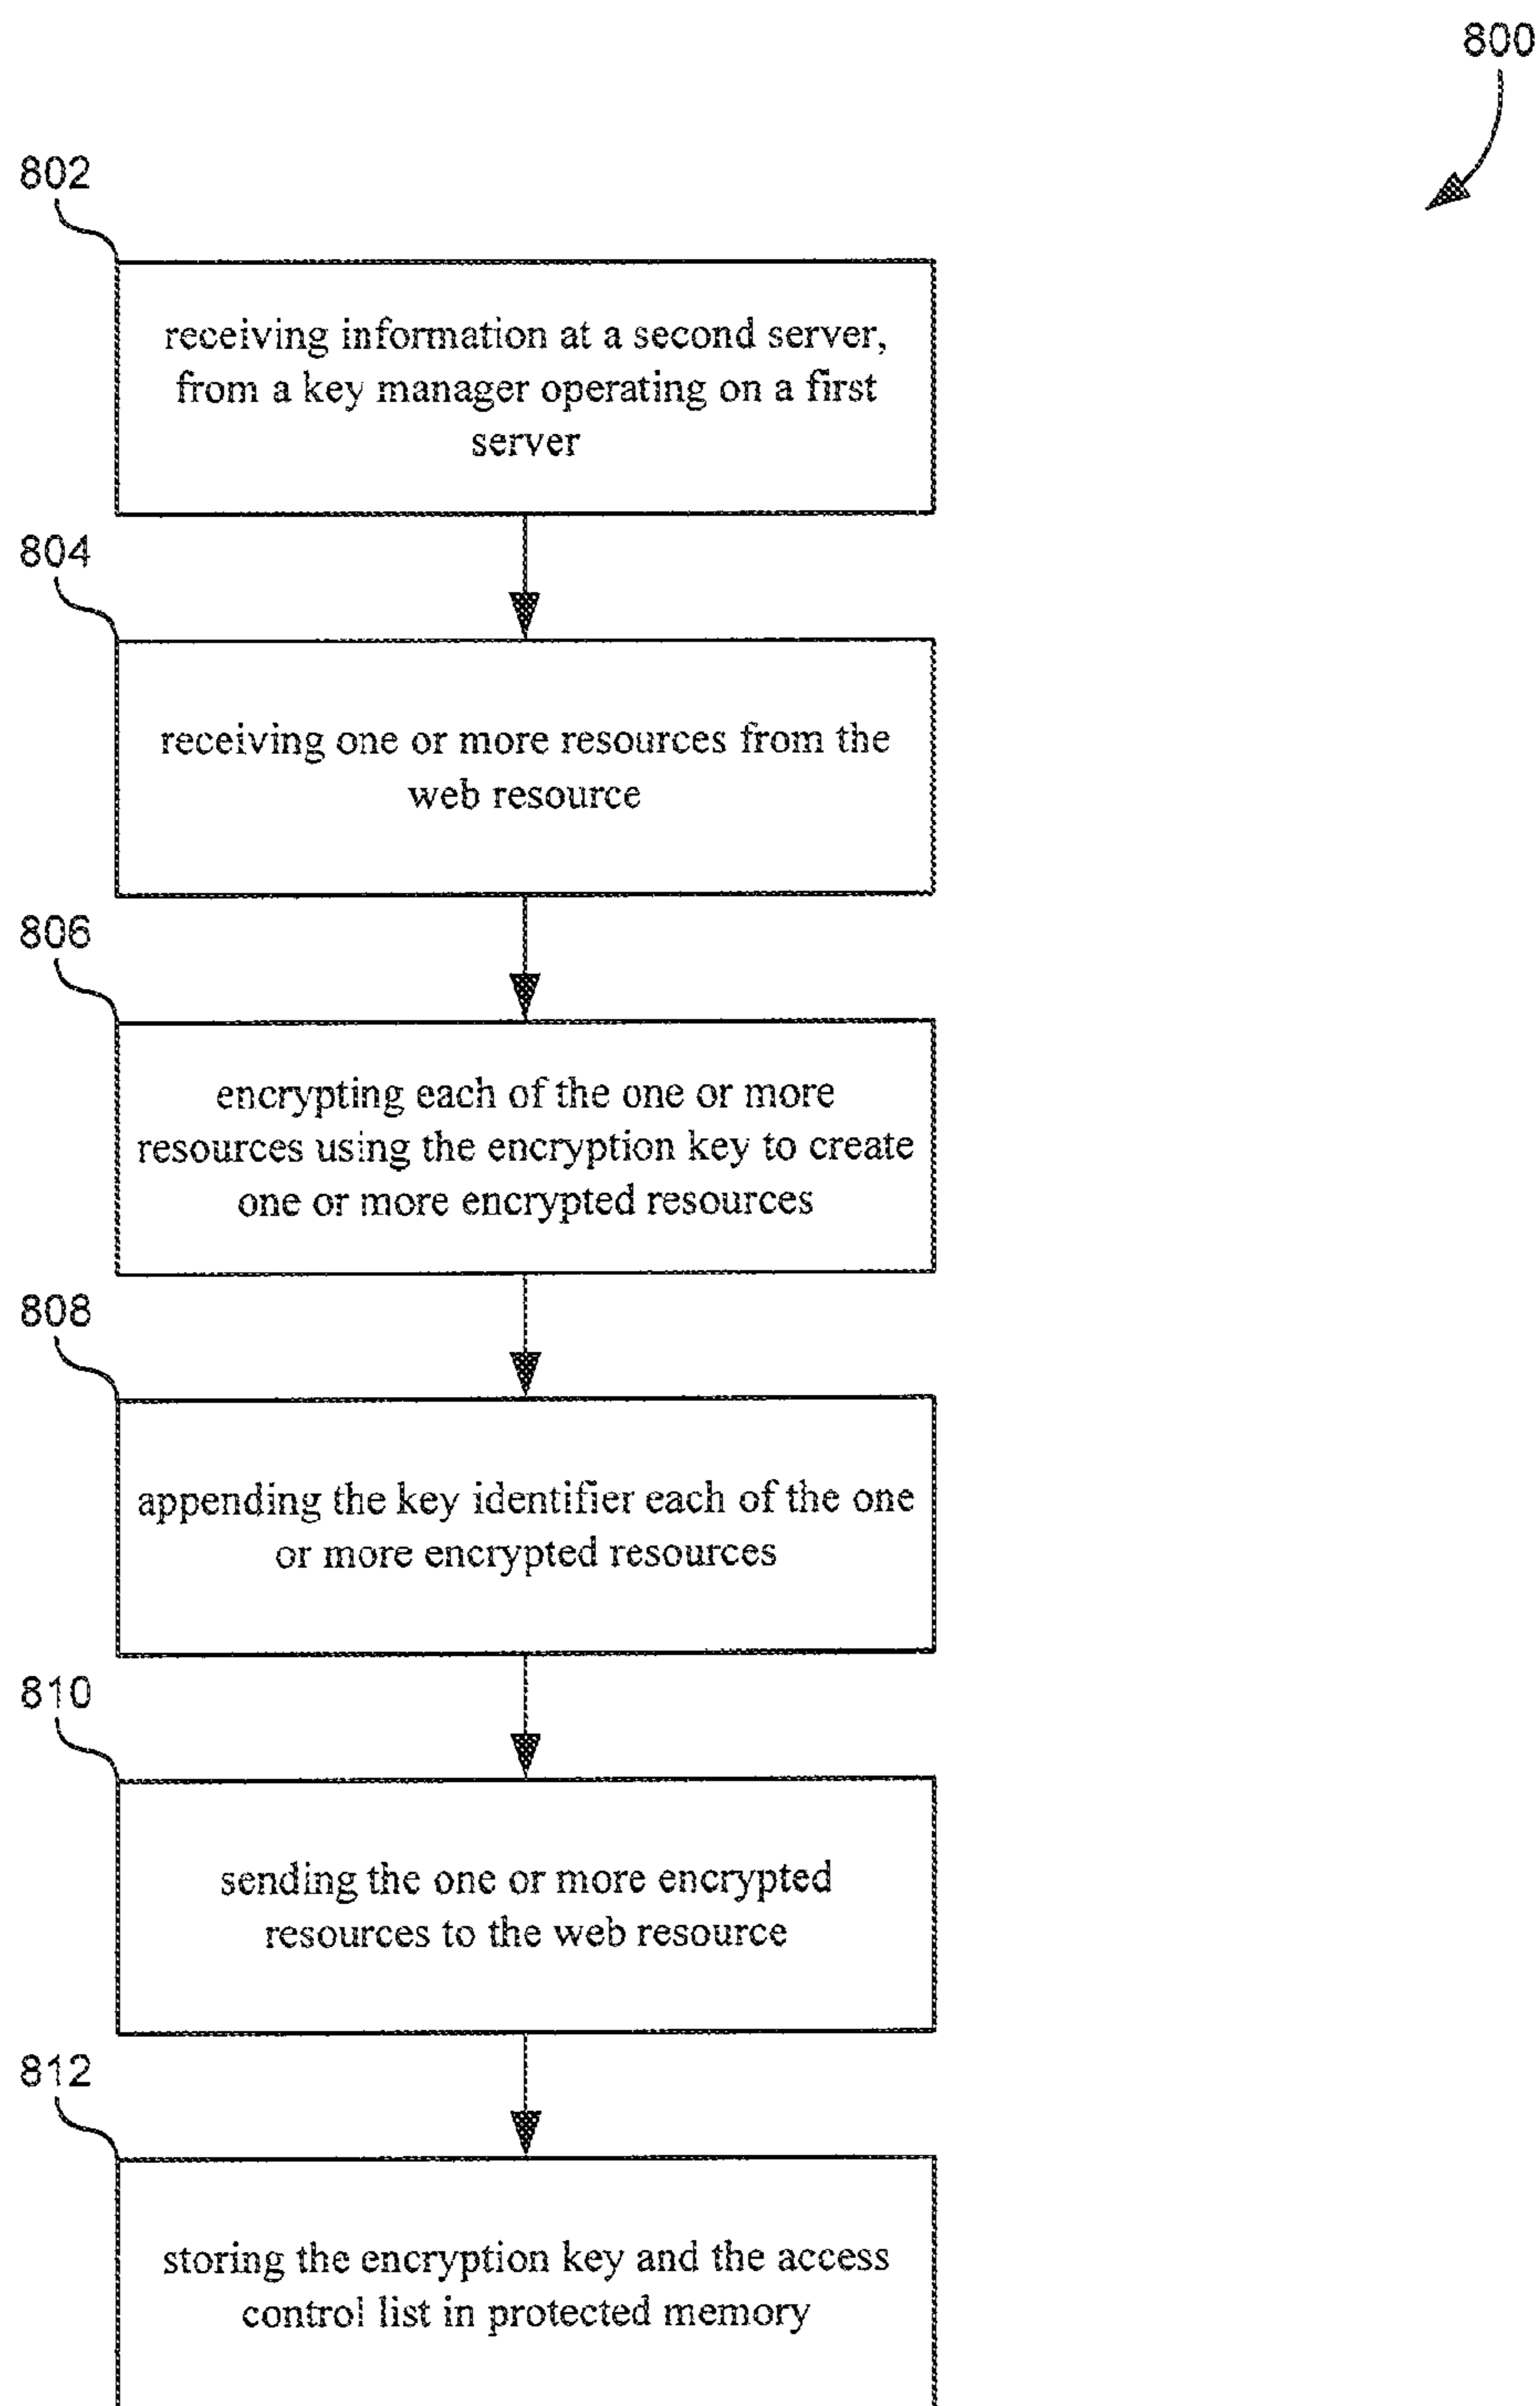 800
802
receiving information at a second server,
from a key manager operating on a first
server
804
receiving one or more resources from the
web resource
806
encrypting each of the one or more
resources using the encryption key to create
one or more encrypted resources
808
appending the key identifier each of the one
or more encrypted resources
810
sending the one or more encrypted
resources to the web resource
812
storing the encryption key and the access
control list in protected memory